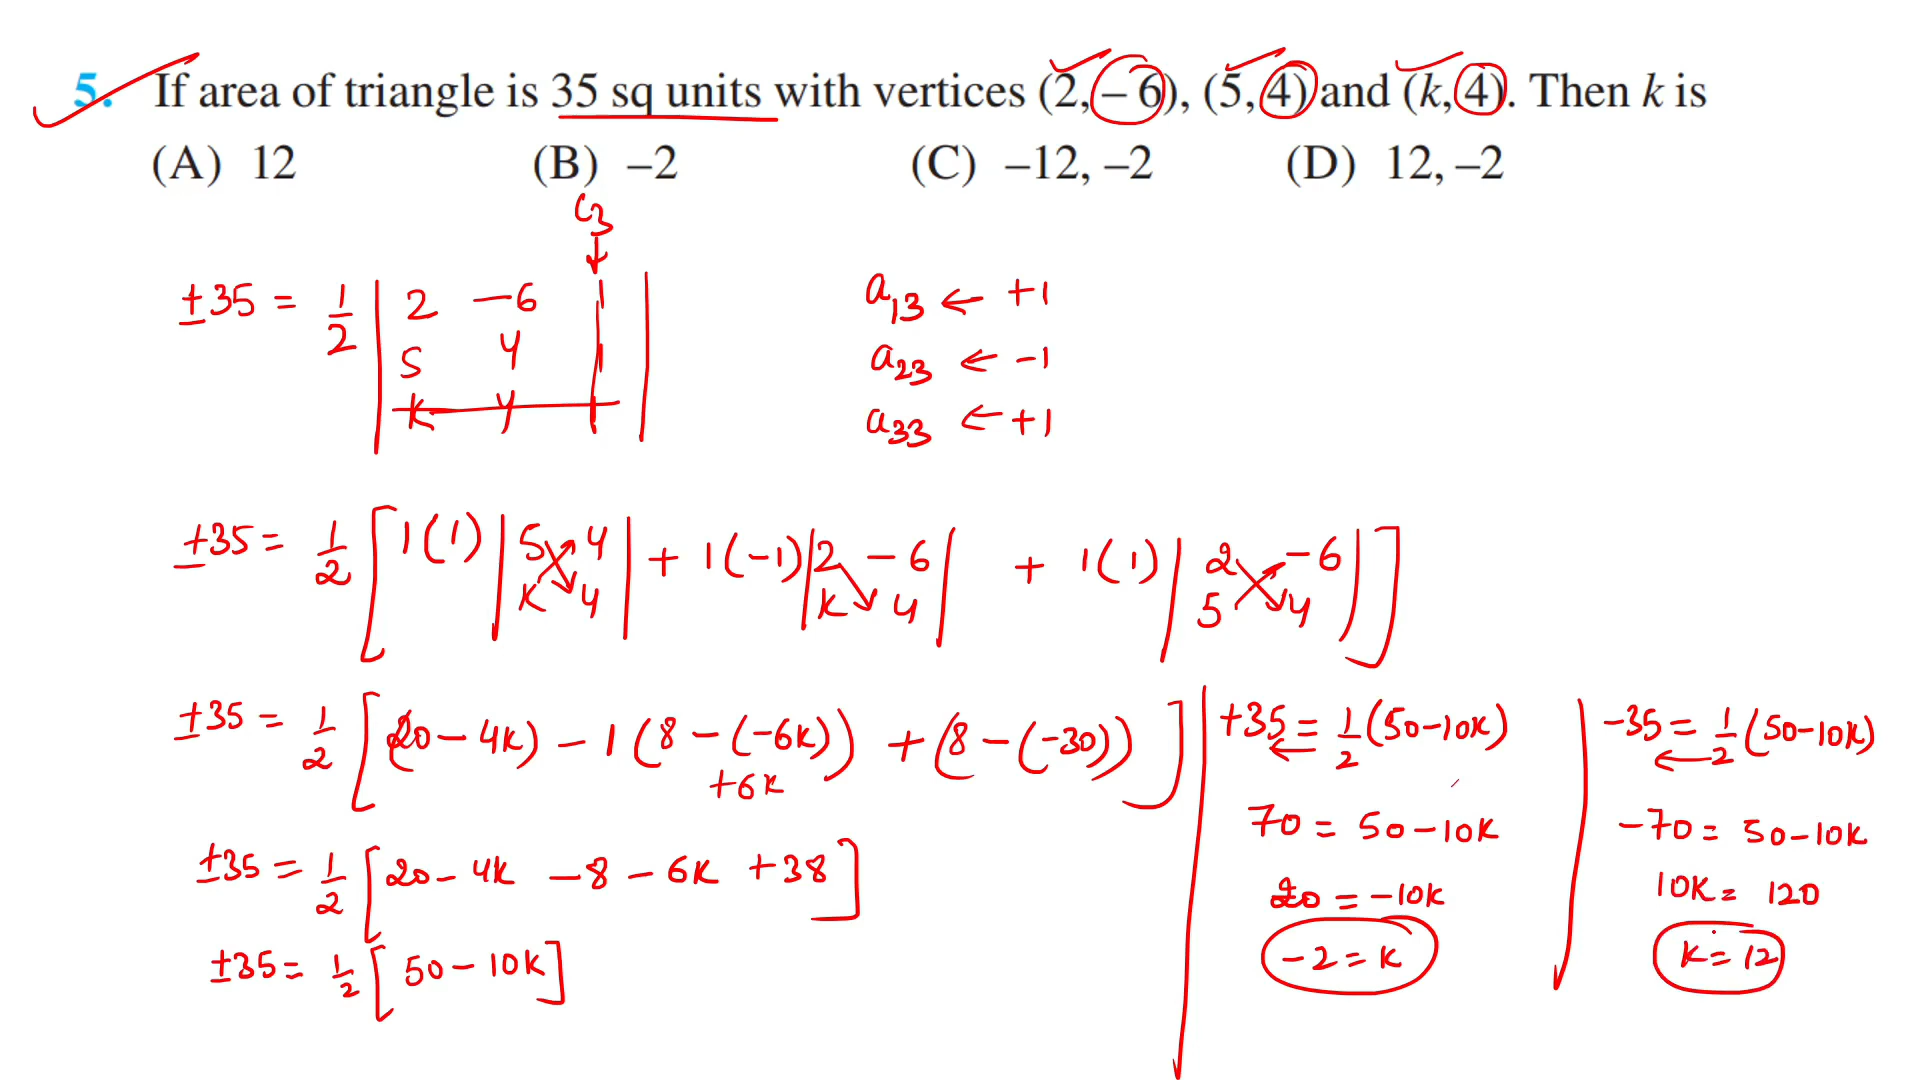 5. If area of triangle is 35 sq units with vertices (2, – 6), (5, 4) and (k, 4). Then k is
(A) 12 (B) –2 (C) –12, –2 (D) 12, –2
C3
±35 = 1/2 | 2 -6 1 |
5 4 1
k 4 1
a13 ← +1
a23 ← -1
a33 ← +1
±35 = 1/2 [ 1(1) | 5 4 | + 1(-1) | 2 -6 | + 1(1) | 2 -6 | ]
k 4 k 4 5 4
±35 = 1/2 [ (20 - 4k) - 1 (8 - (-6k)) + (8 - (-30)) ]
+6k
±35 = 1/2 [ 20 - 4k - 8 - 6k + 38 ]
±35 = 1/2 [ 50 - 10k ]
+35 = 1/2 (50 - 10k)
70 = 50 - 10k
20 = -10k
-2 = k
-35 = 1/2 (50 - 10k)
-70 = 50 - 10k
10k = 120
k = 12